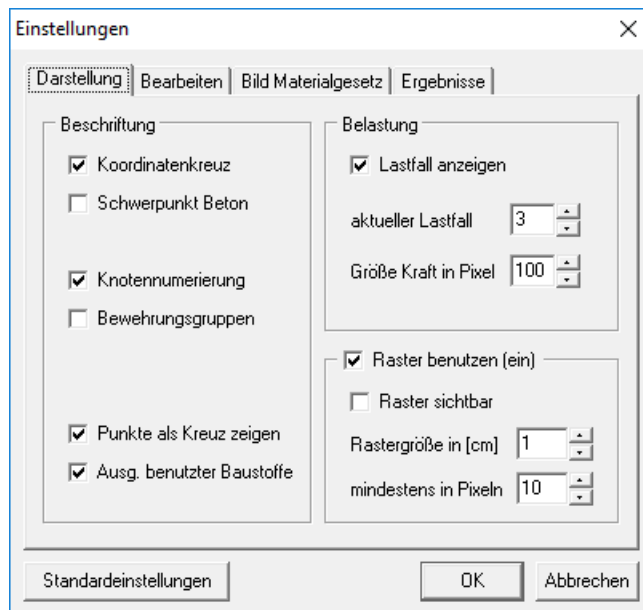 Einstellungen
Darstellung Bearbeiten Bild Materialgesetz Ergebnisse
Beschriftung
Koordinatenkreuz
Schwerpunkt Beton
Knotennumerierung
Bewehrungsgruppen
Punkte als Kreuz zeigen
Ausg. benutzter Baustoffe
Belastung
Lastfall anzeigen
aktueller Lastfall 3
Größe Kraft in Pixel 100
Raster benutzen (ein)
Raster sichtbar
Rastergröße in [cm] 1
mindestens in Pixeln 10
Standardeinstellungen OK Abbrechen